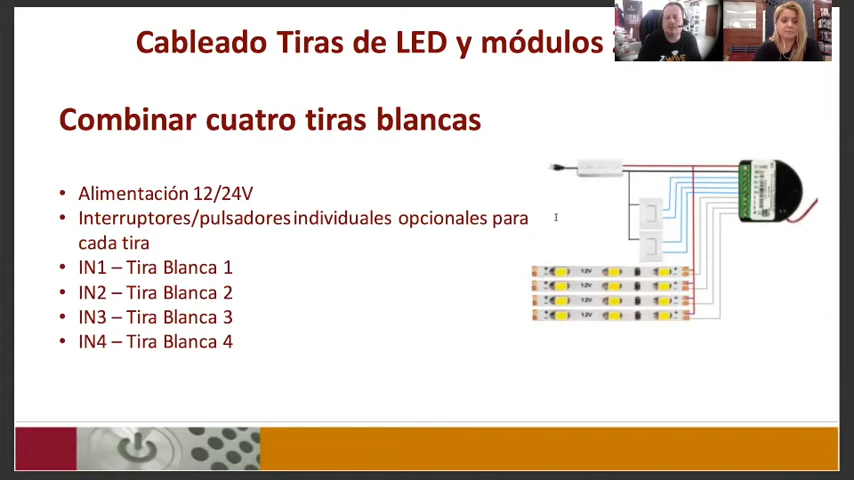 Cableado Tiras de LED y módulos
Combinar cuatro tiras blancas
• Alimentación 12/24V
• Interruptores/pulsadores individuales opcionales para
cada tira
• IN1 – Tira Blanca 1
• IN2 – Tira Blanca 2
• IN3 – Tira Blanca 3
• IN4 – Tira Blanca 4
12V
12V
12V
12V